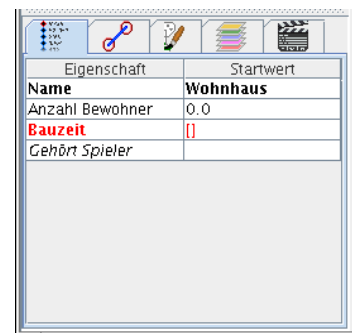 Eigenschaft Startwert
Name Wohnhaus
Anzahl Bewohner 0.0
Bauzeit []
Gehört Spieler